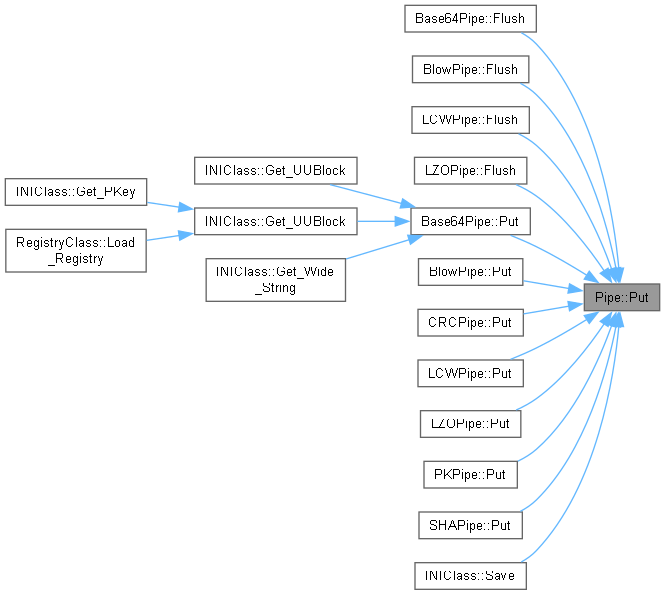 Base64Pipe::Flush
BlowPipe::Flush
LCWPipe::Flush
LZOPipe::Flush
INIClass::Get_UUBlock
INIClass::Get_PKey
INIClass::Get_UUBlock
Base64Pipe::Put
RegistryClass::Load
_Registry
INIClass::Get_Wide
_String
BlowPipe::Put
Pipe::Put
CRCPipe::Put
LCWPipe::Put
LZOPipe::Put
PKPipe::Put
SHAPipe::Put
INIClass::Save